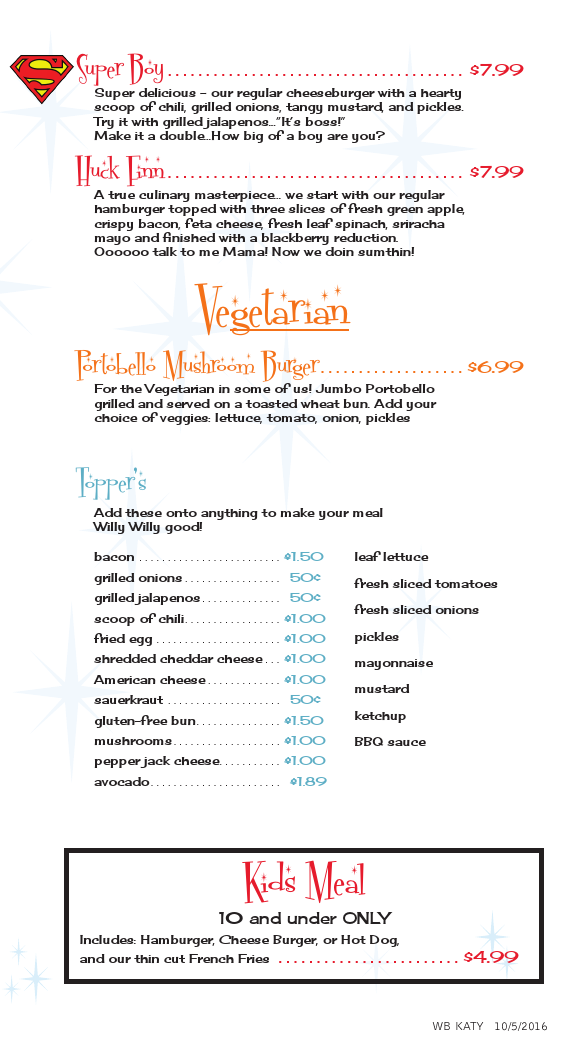 S
Super Boy ..................................... $7.99
Super delicious – our regular cheeseburger with a hearty
scoop of chili, grilled onions, tangy mustard, and pickles.
Try it with grilled jalapenos..."It's boss!"
Make it a double...How big of a boy are you?
Huck Finn..................................... $7.99
A true culinary masterpiece... we start with our regular
hamburger topped with three slices of fresh green apple,
crispy bacon, feta cheese, fresh leaf spinach, sriracha
mayo and finished with a blackberry reduction.
Oooooo talk to me Mama! Now we doin sumthin!
Vegetarian
Portobello Mushroom Burger.................. $6.99
For the Vegetarian in some of us! Jumbo Portobello
grilled and served on a toasted wheat bun. Add your
choice of veggies: lettuce, tomato, onion, pickles
Topper's
Add these onto anything to make your meal
Willy Willy good!
bacon ........................ $1.50
grilled onions ................ 50¢
grilled jalapenos ............. 50¢
scoop of chili ................ $1.00
fried egg ..................... $1.00
shredded cheddar cheese ... $1.00
American cheese ............ $1.00
sauerkraut ................... 50¢
gluten-free bun .............. $1.50
mushrooms .................. $1.00
pepper jack cheese ......... $1.00
avocado ...................... $1.89
leaf lettuce
fresh sliced tomatoes
fresh sliced onions
pickles
mayonnaise
mustard
ketchup
BBQ sauce
Kids Meal
10 and under ONLY
Includes: Hamburger, Cheese Burger, or Hot Dog,
and our thin cut French Fries ....................... $4.99
WB KATY 10/5/2016